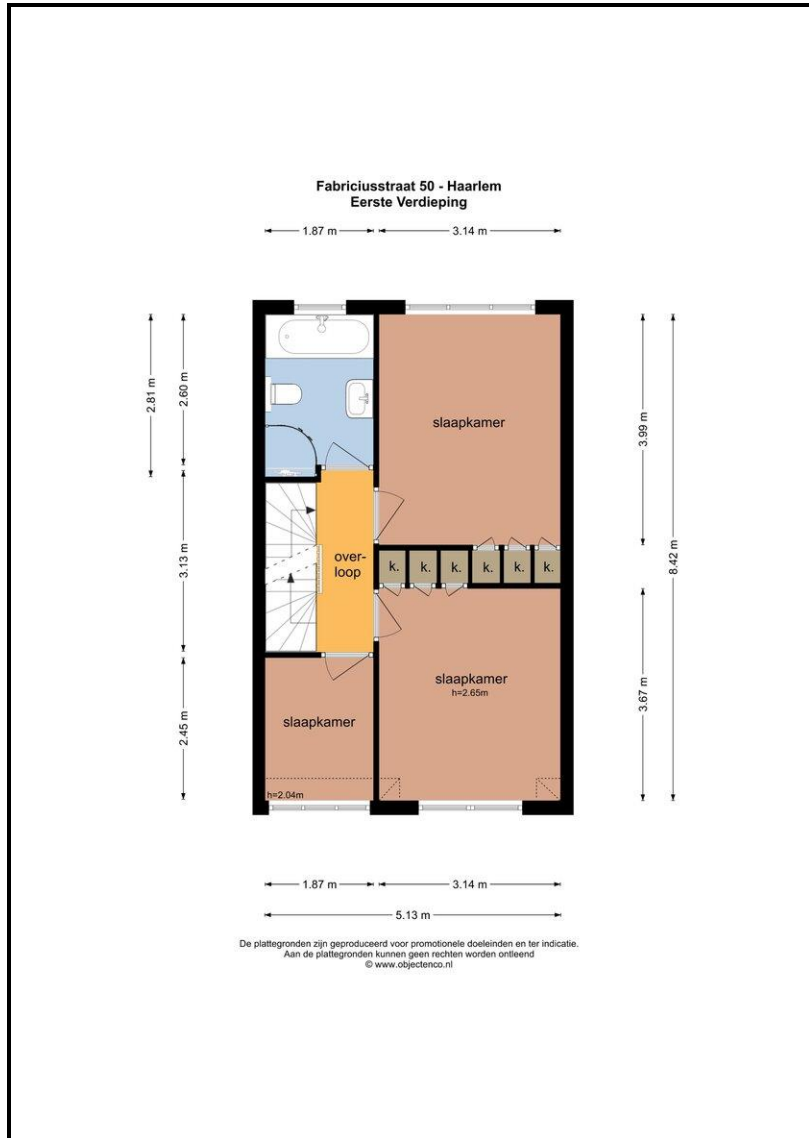 Fabriciusstraat 50 - Haarlem
Eerste Verdieping
1.87 m
3.14 m
2.81 m
2.60 m
3.99 m
slaapkamer
3.13 m
over-
loop
k.
k.
k.
k.
k.
k.
8.42 m
slaapkamer
h=2.65m
3.67 m
2.45 m
slaapkamer
h=2.04m
1.87 m
3.14 m
5.13 m
De plattegronden zijn geproduceerd voor promotionele doeleinden en ter indicatie.
Aan de plattegronden kunnen geen rechten worden ontleend
© www.objectenco.nl